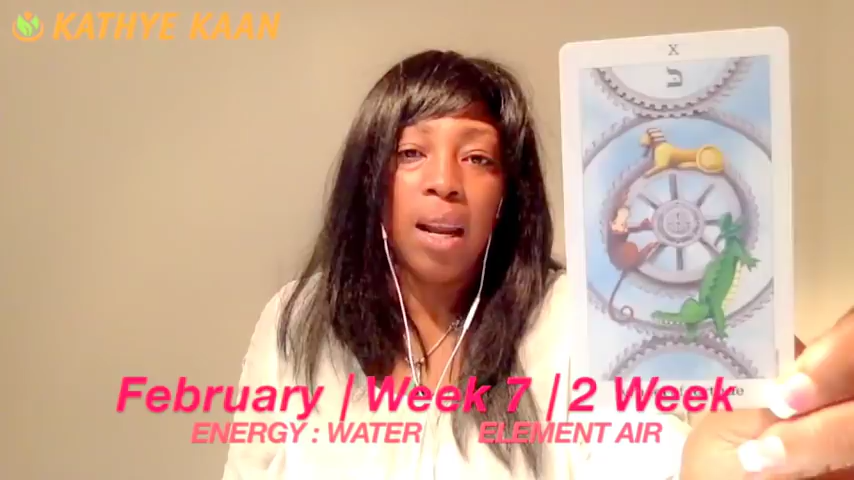 KATHYE KAAN
X
כ
February | Week 7 | 2 Week
ENERGY : WATER ELEMENT AIR